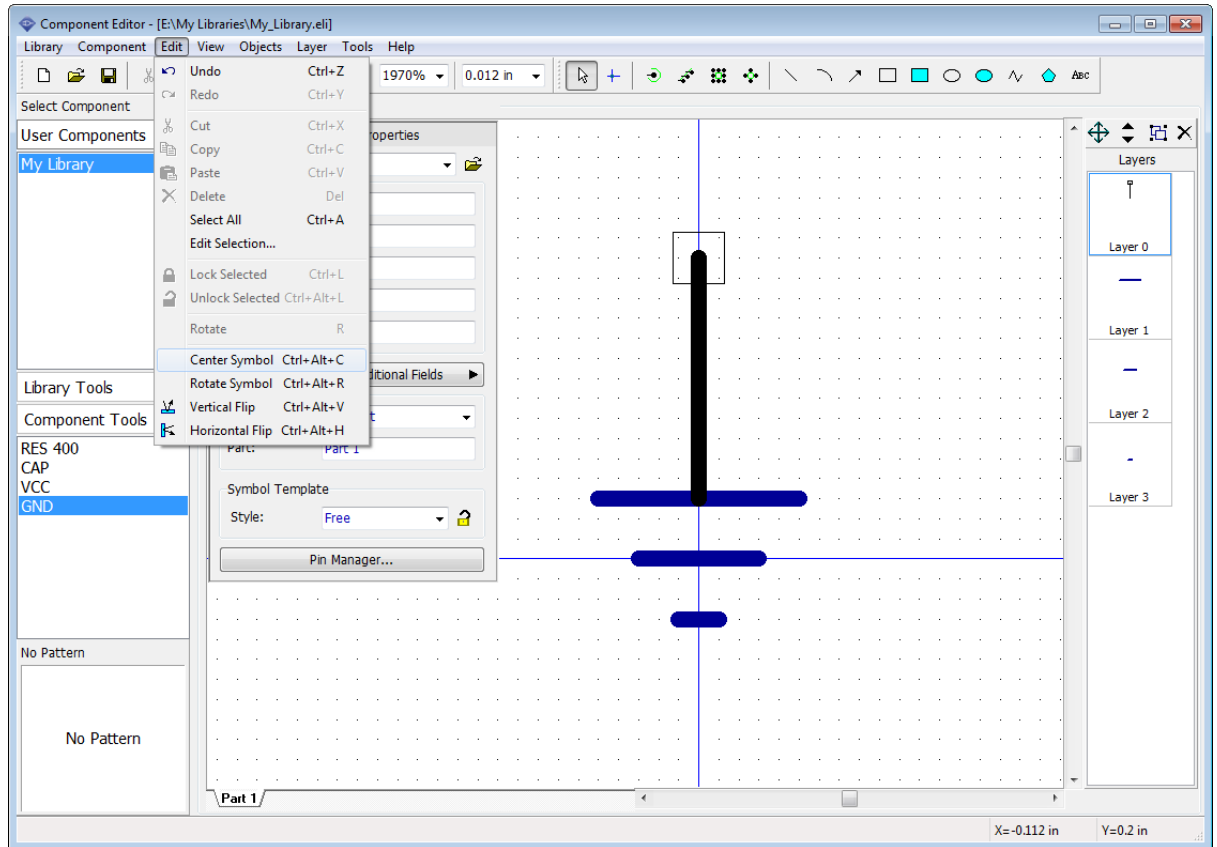 Component Editor - [E:\My Libraries\My_Library.eli]
Library Component Edit View Objects Layer Tools Help
1970% 0.012 in ABC
Select Component
User Components
My Library
Undo Ctrl+Z
Redo Ctrl+Y
Cut Ctrl+X
Copy Ctrl+C
Paste Ctrl+V
Delete Del
Select All Ctrl+A
Edit Selection...
Lock Selected Ctrl+L
Unlock Selected Ctrl+Alt+L
Rotate R
Center Symbol Ctrl+Alt+C
Rotate Symbol Ctrl+Alt+R
Vertical Flip Ctrl+Alt+V
Horizontal Flip Ctrl+Alt+H
Library Tools
Component Tools
RES 400
CAP
VCC
GND
No Pattern
No Pattern
Fields
Part: Part 1
Symbol Template
Style: Free
Pin Manager...
Part 1
Layers
Layer 0
Layer 1
Layer 2
Layer 3
X=-0.112 in Y=0.2 in